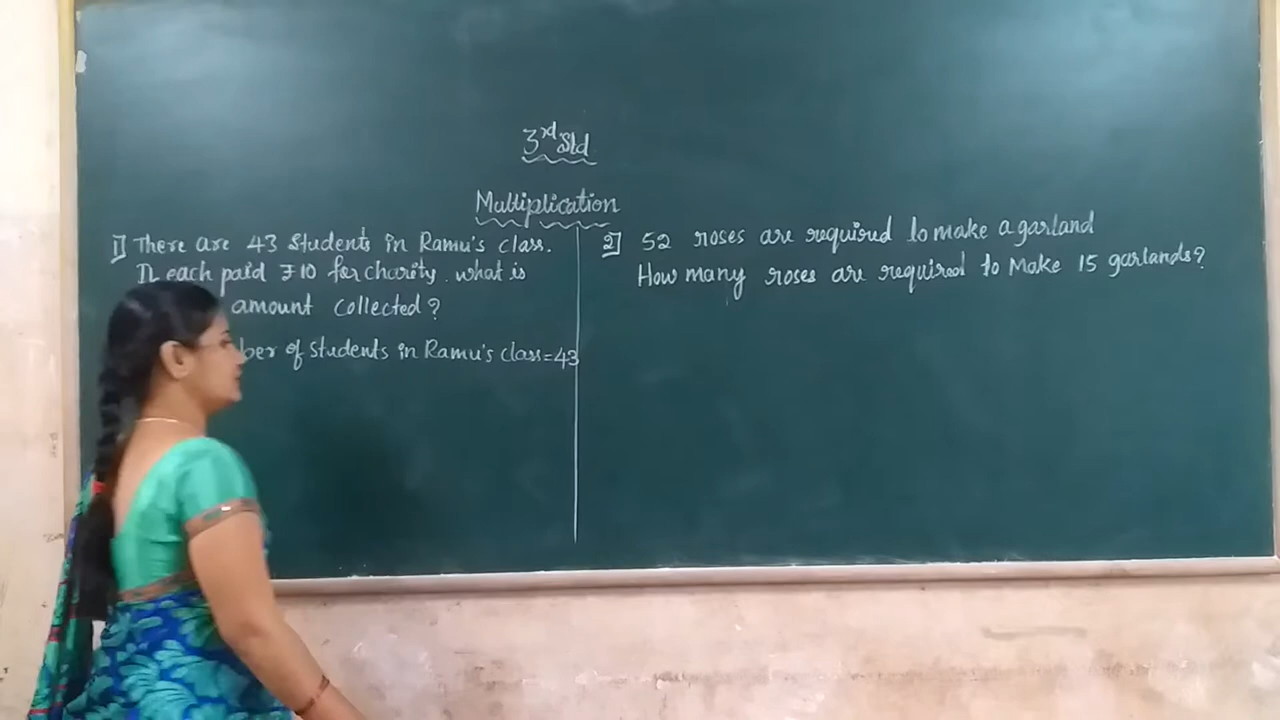 3rd Std
Multiplication
1] There are 43 Students in Ramu's class.
If each paid ₹10 for charity. what is
amount collected?
ber of Students in Ramu's class=43
2] 52 roses are required to make a garland
How many roses are required to Make 15 garlands?